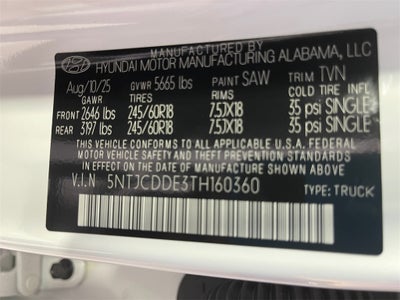 MANUFACTURED BY
HYUNDAI MOTOR MANUFACTURING ALABAMA, LLC
Aug/10/25 GVWR 5665 lbs PAINT SAW TRIM TVN
GAWR TIRES RIMS COLD TIRE INFL
FRONT 2646 lbs 245/60R18 7.5JX18 35 psi SINGLE
REAR 3197 lbs 245/60R18 7.5JX18 35 psi SINGLE
THIS VEHICLE CONFORMS TO ALL APPLICABLE U.S.A. FEDERAL
MOTOR VEHICLE SAFETY, BUMPER, AND THEFT PREVENTION STANDARDS
IN EFFECT ON THE DATE OF MANUFACTURE SHOWN ABOVE.
V.I.N 5NTJCDDE3TH160360 TYPE: TRUCK